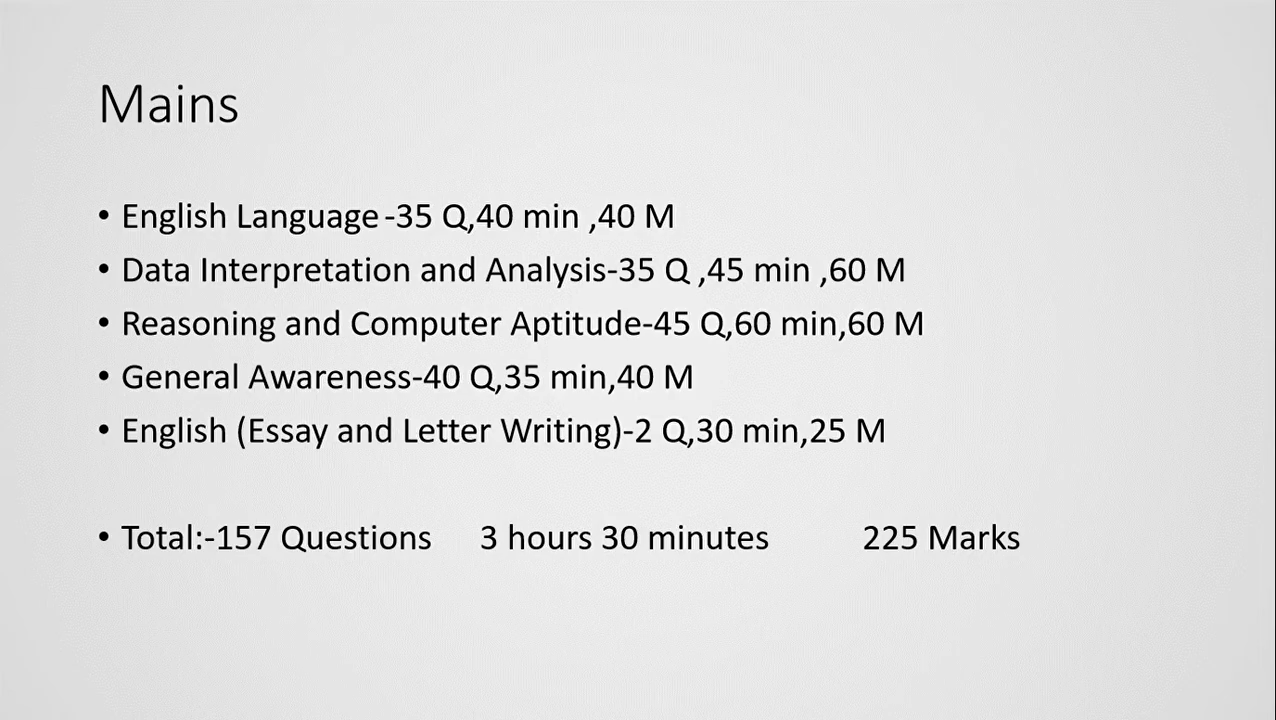 Mains
• English Language -35 Q,40 min ,40 M
• Data Interpretation and Analysis-35 Q ,45 min ,60 M
• Reasoning and Computer Aptitude-45 Q,60 min,60 M
• General Awareness-40 Q,35 min,40 M
• English (Essay and Letter Writing)-2 Q,30 min,25 M
• Total:-157 Questions 3 hours 30 minutes 225 Marks